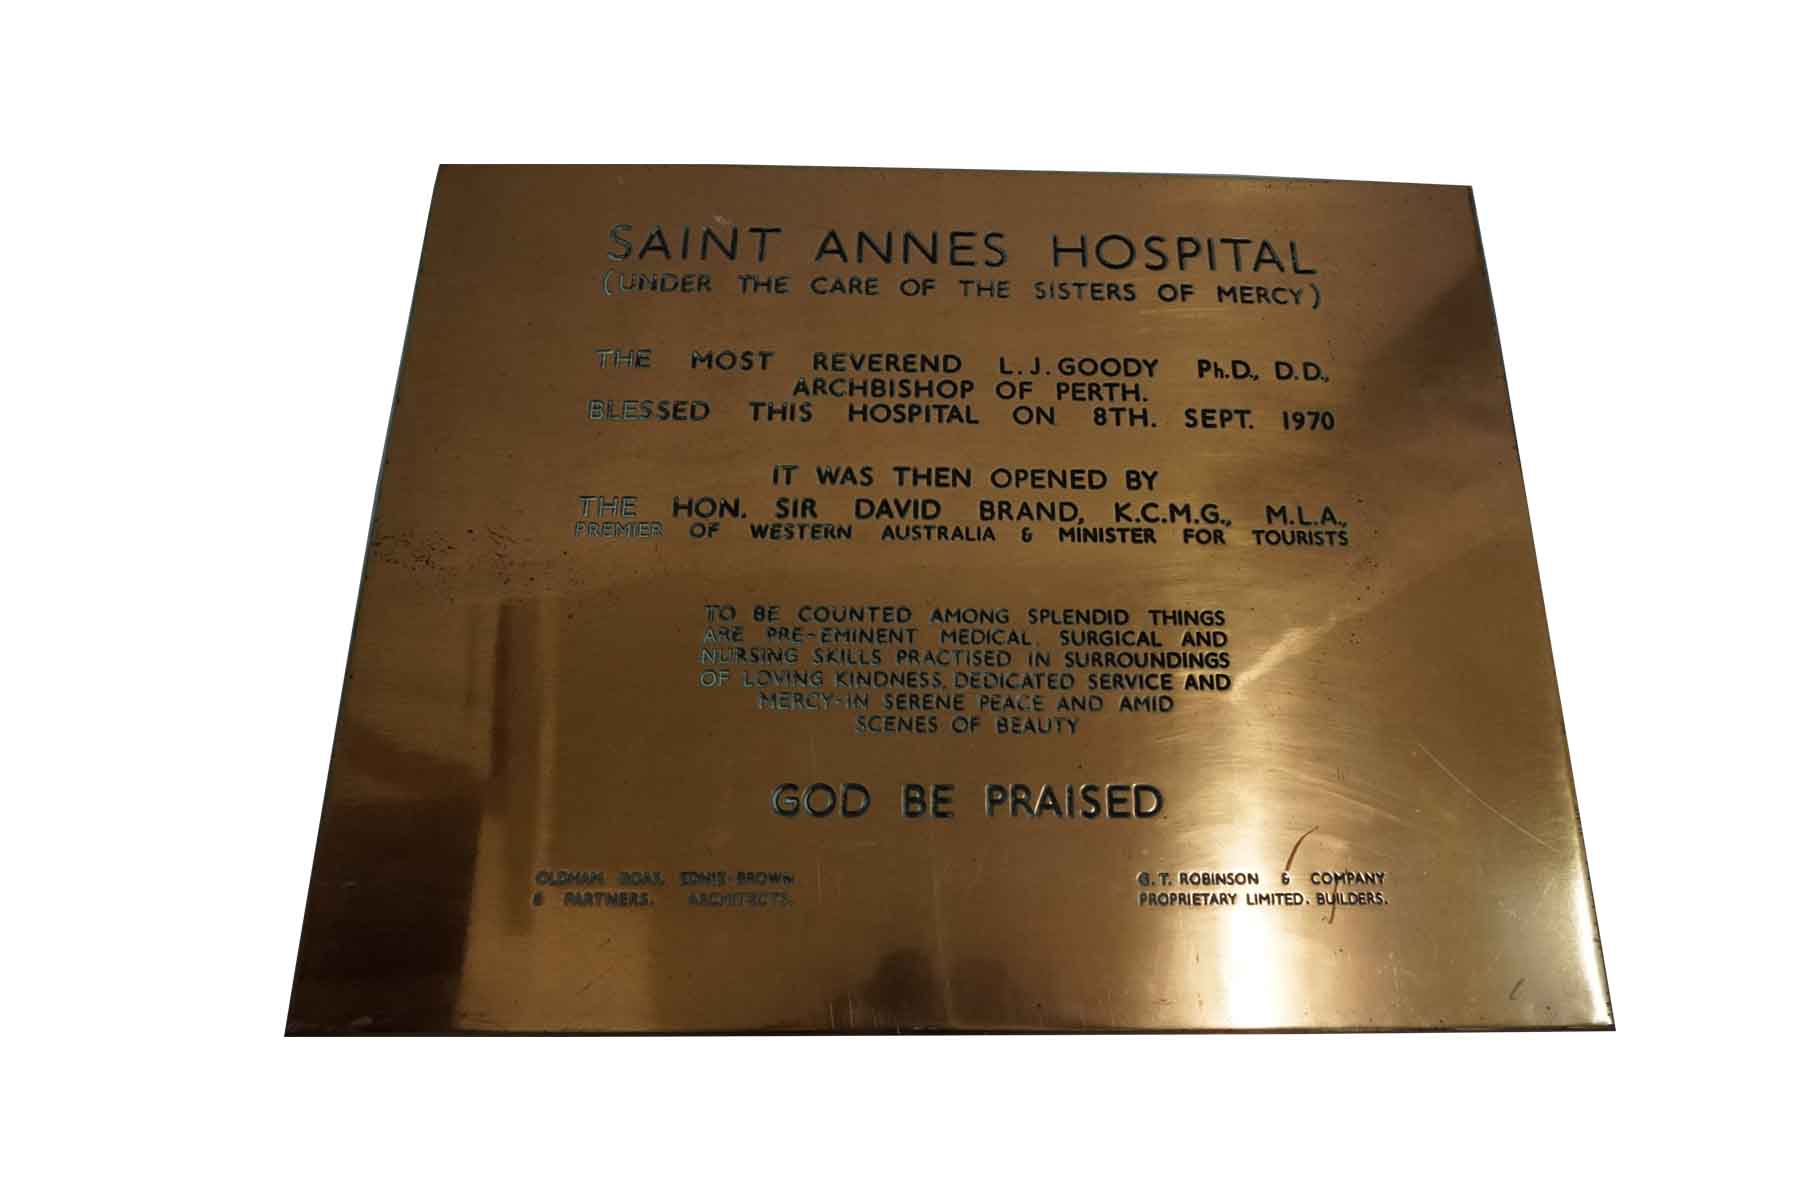 SAINT ANNES HOSPITAL
(UNDER THE CARE OF THE SISTERS OF MERCY)
THE MOST REVEREND L.J. GOODY Ph.D., D.D.,
ARCHBISHOP OF PERTH.
BLESSED THIS HOSPITAL ON 8TH. SEPT. 1970
IT WAS THEN OPENED BY
THE HON. SIR DAVID BRAND, K.C.M.G., M.L.A.,
PREMIER OF WESTERN AUSTRALIA & MINISTER FOR TOURISTS
TO BE COUNTED AMONG SPLENDID THINGS
ARE PRE-EMINENT MEDICAL, SURGICAL AND
NURSING SKILLS PRACTISED IN SURROUNDINGS
OF LOVING KINDNESS, DEDICATED SERVICE AND
MERCY-IN SERENE PEACE AND AMID
SCENES OF BEAUTY
GOD BE PRAISED
OLDHAM, BOAS, EDNIE-BROWN
& PARTNERS. ARCHITECTS.
G.T. ROBINSON & COMPANY
PROPRIETARY LIMITED. BUILDERS.